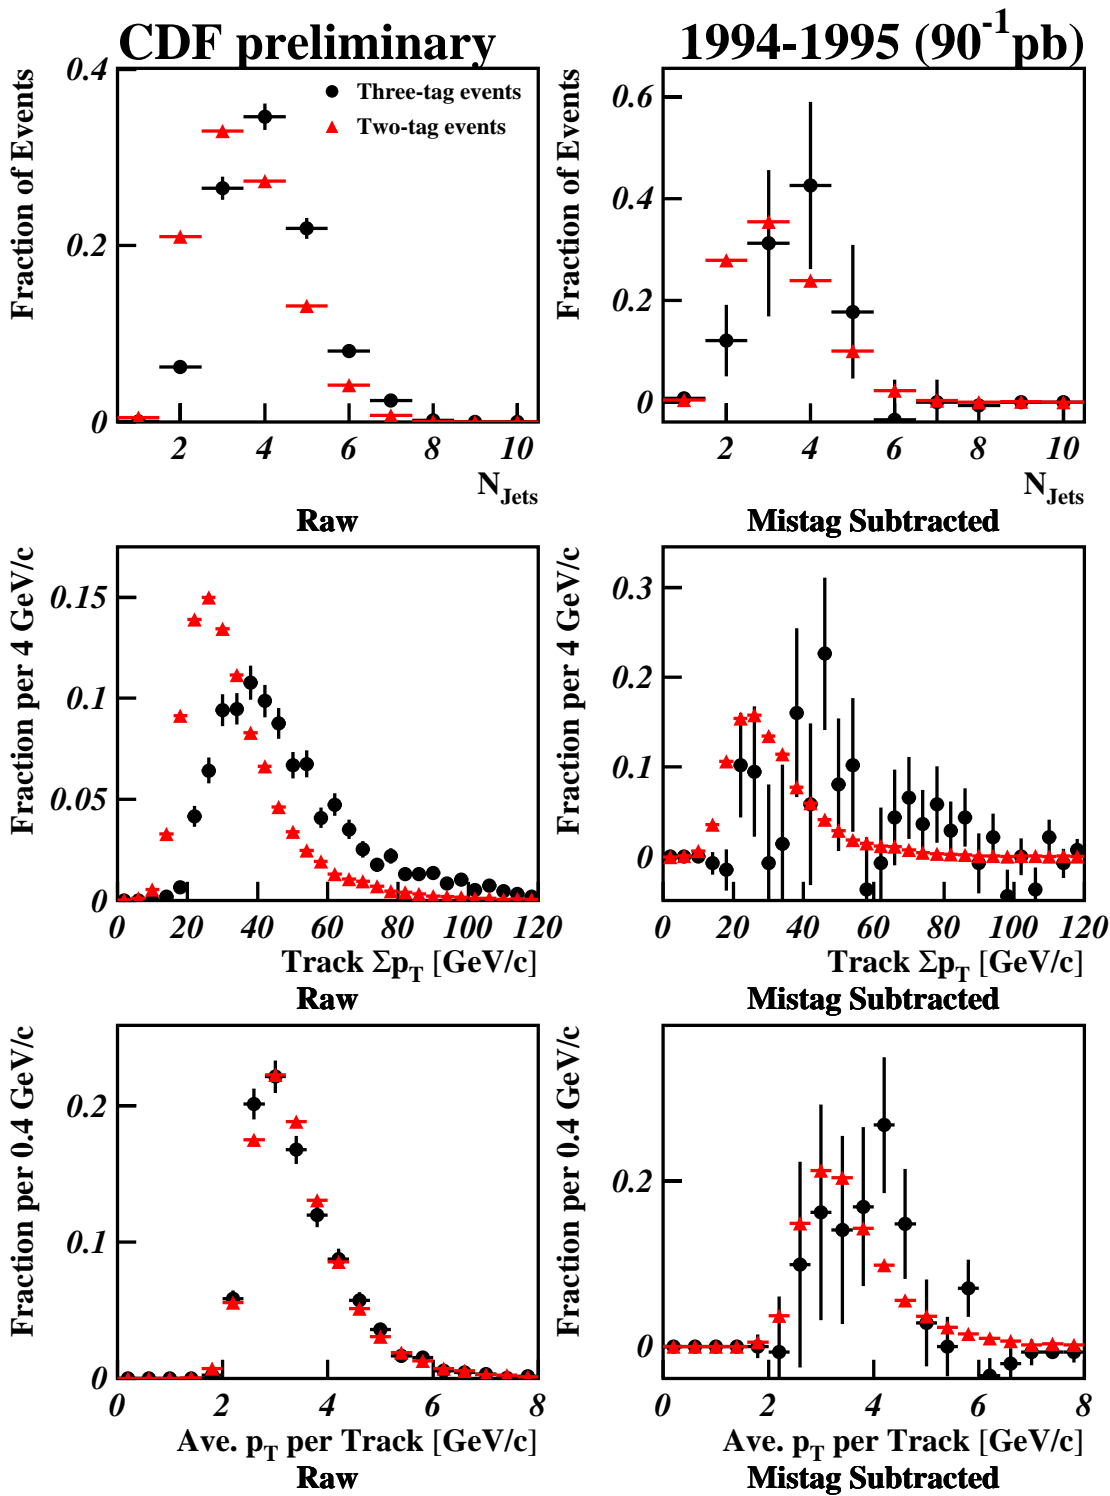 CDF preliminary
1994-1995 (90⁻¹pb)
Fraction of Events
0.4
0.2
0
Three-tag events
Two-tag events
2 4 6 8 10
N_Jets
Raw
Fraction of Events
0.6
0.4
0.2
0
2 4 6 8 10
N_Jets
Mistag Subtracted
Fraction per 4 GeV/c
0.15
0.1
0.05
0
0 20 40 60 80 100 120
Track Σp_T [GeV/c]
Raw
Fraction per 4 GeV/c
0.3
0.2
0.1
0
0 20 40 60 80 100 120
Track Σp_T [GeV/c]
Mistag Subtracted
Fraction per 0.4 GeV/c
0.2
0.1
0
0 2 4 6 8
Ave. p_T per Track [GeV/c]
Raw
Fraction per 0.4 GeV/c
0.2
0
0 2 4 6 8
Ave. p_T per Track [GeV/c]
Mistag Subtracted